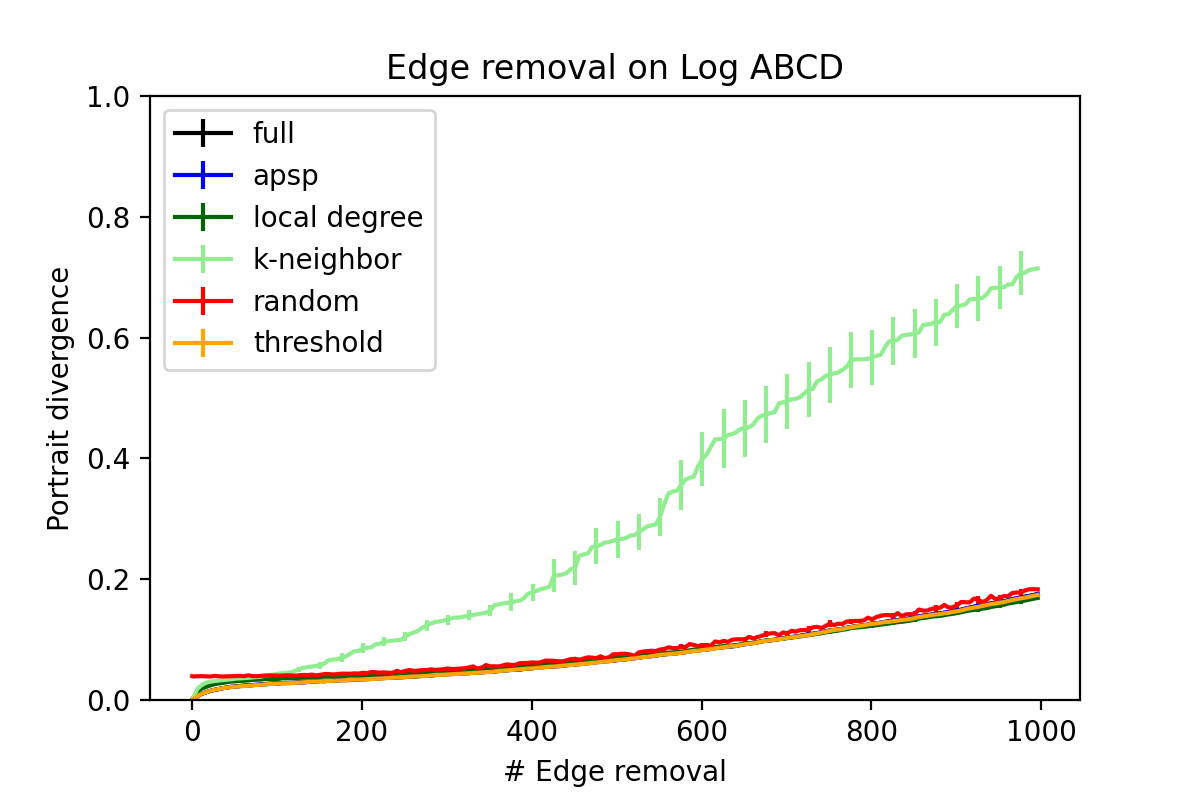 Edge removal on Log ABCD
1.0
0.8
0.6
0.4
0.2
0.0
Portrait divergence
full
apsp
local degree
k-neighbor
random
threshold
0 200 400 600 800 1000
# Edge removal